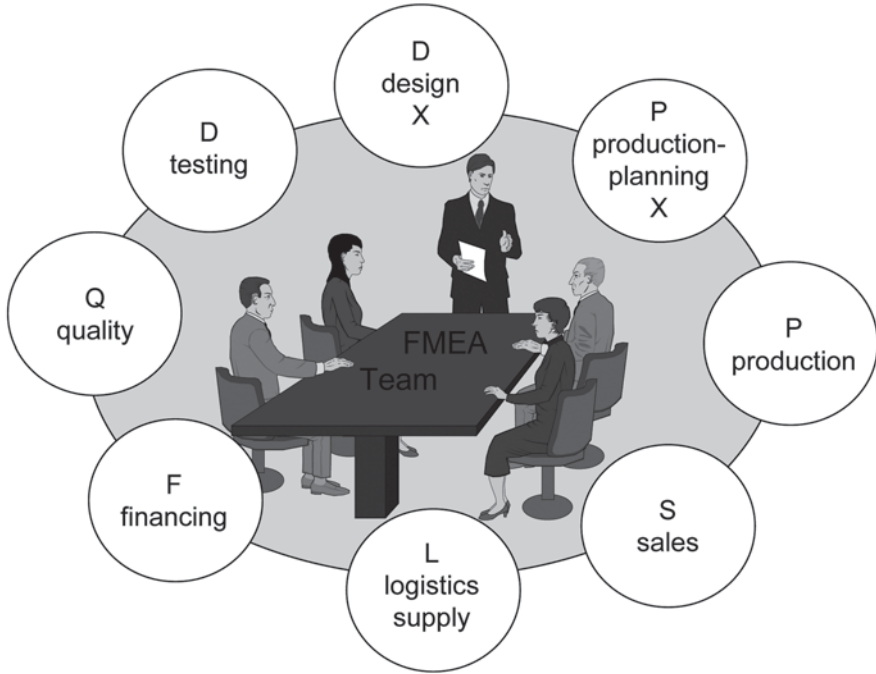 D
design
X
P
production-
planning
X
P
production
S
sales
L
logistics
supply
F
financing
Q
quality
D
testing
FMEA
Team